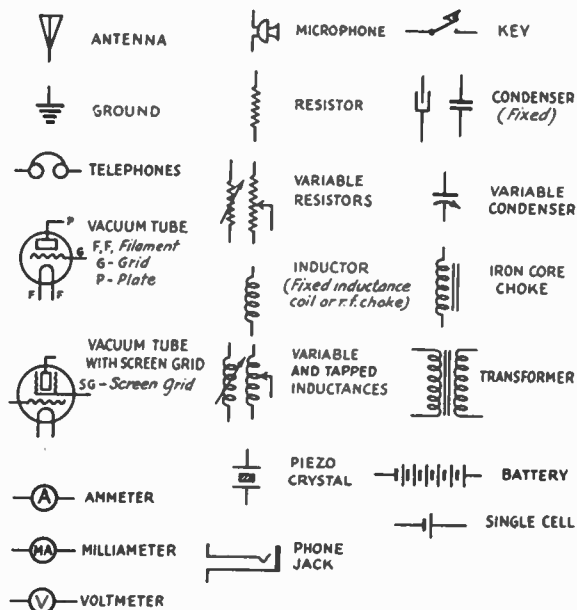 ANTENNA
GROUND
TELEPHONES
P
G
F F
VACUUM TUBE
F, F, Filament
G - Grid
P - Plate
VACUUM TUBE
WITH SCREEN GRID
SG - Screen Grid
A
AMMETER
MA
MILLIAMETER
V
VOLTMETER
MICROPHONE
RESISTOR
VARIABLE
RESISTORS
INDUCTOR
(Fixed inductance
coil or r.f. choke)
VARIABLE
AND TAPPED
INDUCTANCES
PIEZO
CRYSTAL
PHONE
JACK
KEY
CONDENSER
(Fixed)
VARIABLE
CONDENSER
IRON CORE
CHOKE
TRANSFORMER
BATTERY
SINGLE CELL